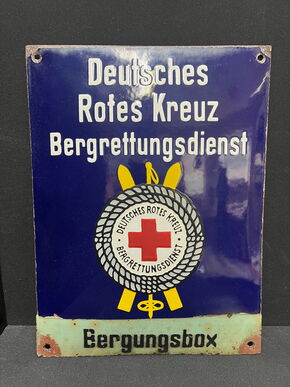 Deutsches
Rotes Kreuz
Bergrettungsdienst
DEUTSCHES ROTES KREUZ
· BERGRETTUNGSDIENST ·
Bergungsbox